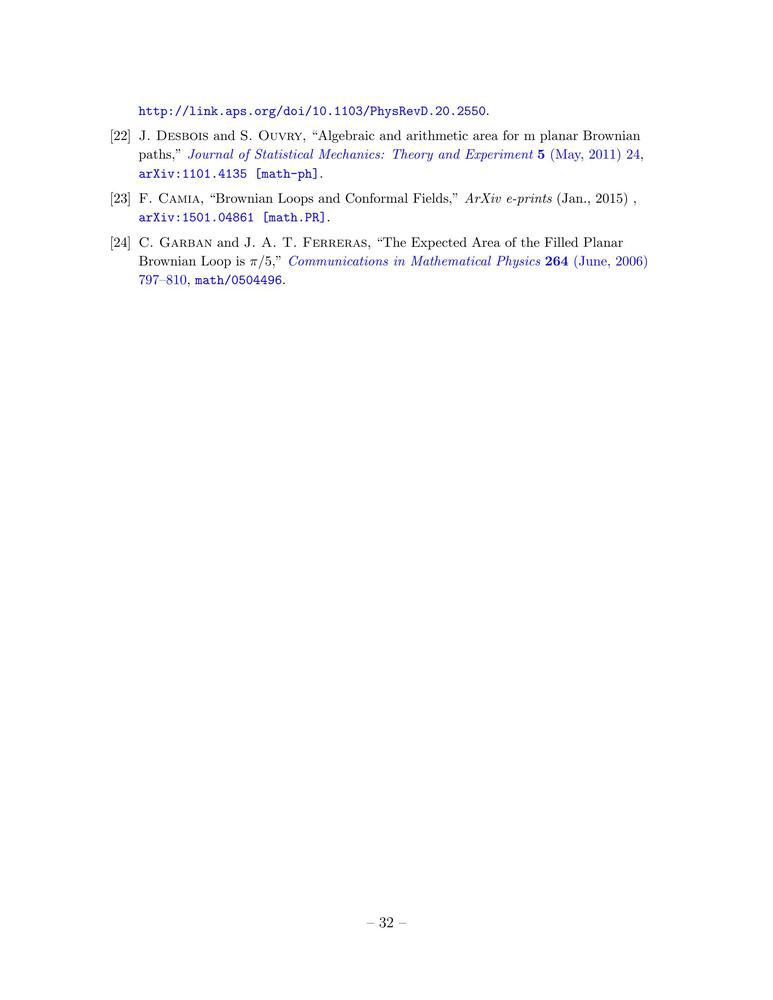 http://link.aps.org/doi/10.1103/PhysRevD.20.2550.
[22] J. Desbois and S. Ouvry, “Algebraic and arithmetic area for m planar Brownian
paths,” Journal of Statistical Mechanics: Theory and Experiment 5 (May, 2011) 24,
arXiv:1101.4135 [math-ph].
[23] F. Camia, “Brownian Loops and Conformal Fields,” ArXiv e-prints (Jan., 2015) ,
arXiv:1501.04861 [math.PR].
[24] C. Garban and J. A. T. Ferreras, “The Expected Area of the Filled Planar
Brownian Loop is π/5,” Communications in Mathematical Physics 264 (June, 2006)
797–810, math/0504496.
– 32 –